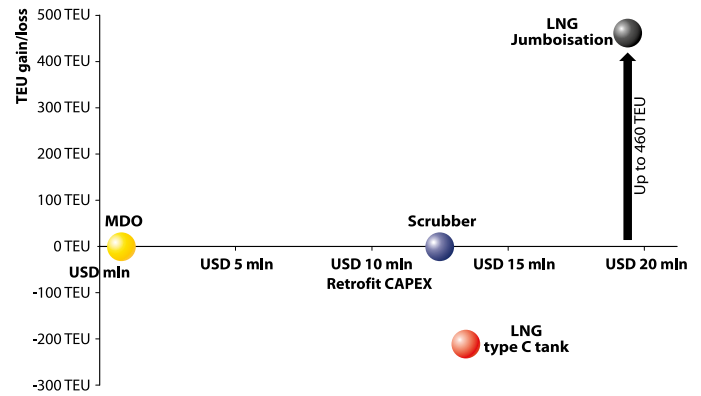 TEU gain/loss
500 TEU
400 TEU
300 TEU
200 TEU
100 TEU
0 TEU
-100 TEU
-200 TEU
-300 TEU
LNG
Jumboisation
Up to 460 TEU
MDO
Scrubber
USD mln
USD 5 mln
USD 10 mln
USD 15 mln
USD 20 mln
Retrofit CAPEX
LNG
type C tank